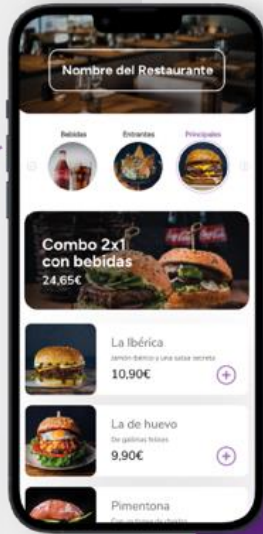 Nombre del Restaurante
Bebidas
Entrantes
Principales
Combo 2x1
con bebidas
24,65€
La Ibérica
Jamón ibérico y una salsa secreta
10,90€
La de huevo
De gallinas felices
9,90€
Pimentona